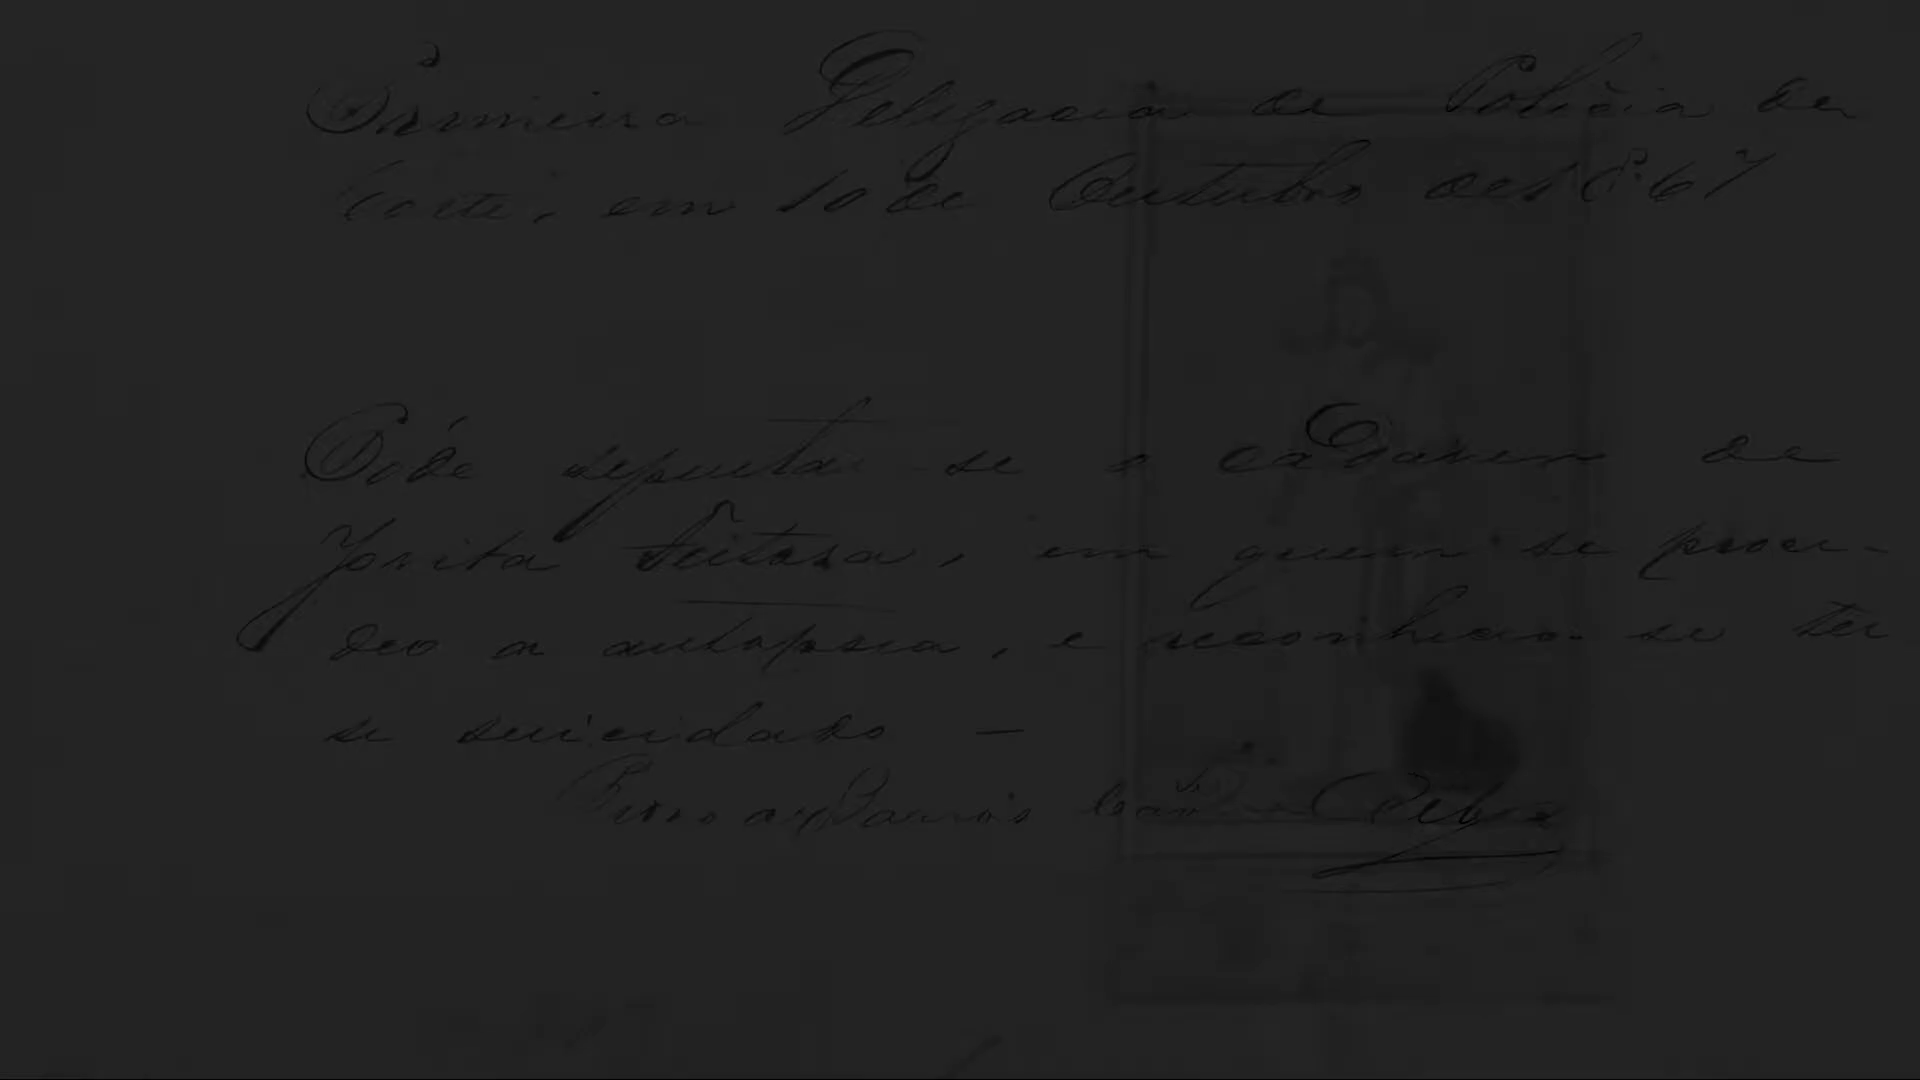 Primeira Delegacia de Policia da
Corte, em 10 de Outubro de 1867
Póde sepultar se o cadaver de
em quem se proce-
deo a autopsia, e reconheceo se ter
se suicidado —